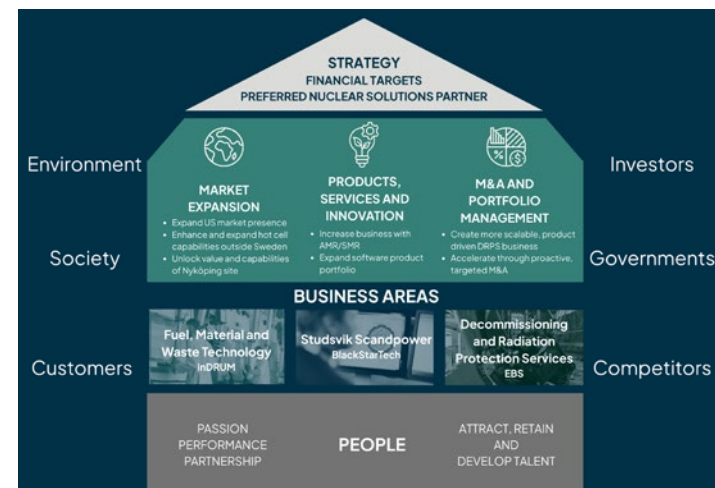 STRATEGY
FINANCIAL TARGETS
PREFERRED NUCLEAR SOLUTIONS PARTNER
Environment
Society
Customers
MARKET
EXPANSION
• Expand US market presence
• Enhance and expand hot cell
capabilities outside Sweden
• Unlock value and capabilities
of Nyköping site
PRODUCTS,
SERVICES AND
INNOVATION
• Increase business with
AMR/SMR
• Expand software product
portfolio
M&A AND
PORTFOLIO
MANAGEMENT
• Create more scalable, product
driven DRPS business
• Accelerate through proactive,
targeted M&A
Investors
Governments
Competitors
BUSINESS AREAS
Fuel, Material and
Waste Technology
inDRUM
Studsvik Scandpower
BlackStarTech
Decommissioning
and Radiation
Protection Services
EBS
PASSION
PERFORMANCE
PARTNERSHIP
PEOPLE
ATTRACT, RETAIN
AND
DEVELOP TALENT